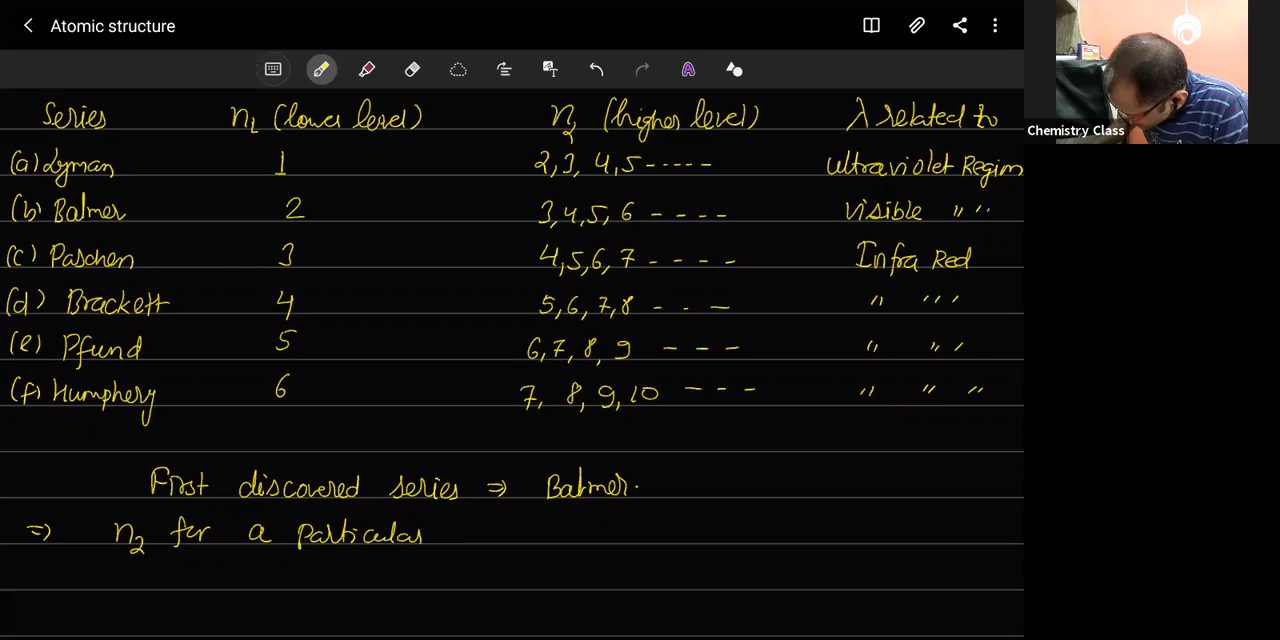 Atomic structure
Series n1 (lower level) n2 (higher level) λ related to
(a) Lyman 1 2, 3, 4, 5 ----- Ultraviolet Region
(b) Balmer 2 3, 4, 5, 6 ---- Visible " "
(c) Paschen 3 4, 5, 6, 7 ---- Infra Red
(d) Brackett 4 5, 6, 7, 8 --- " "
(e) Pfund 5 6, 7, 8, 9 --- " "
(f) Humphery 6 7, 8, 9, 10 --- " " "
First discovered series ⇒ Balmer.
⇒ n2 for a particular
Chemistry Class